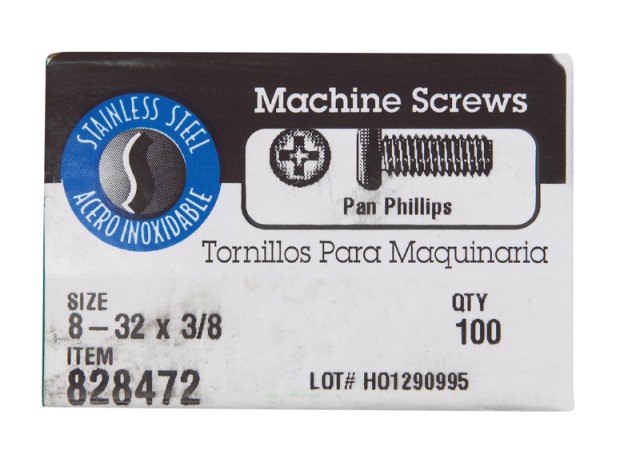 STAINLESS STEEL
ACERO INOXIDABLE
Machine Screws
Pan Phillips
Tornillos Para Maquinaria
SIZE
8-32 x 3/8
QTY
100
ITEM
828472
LOT# HO1290995